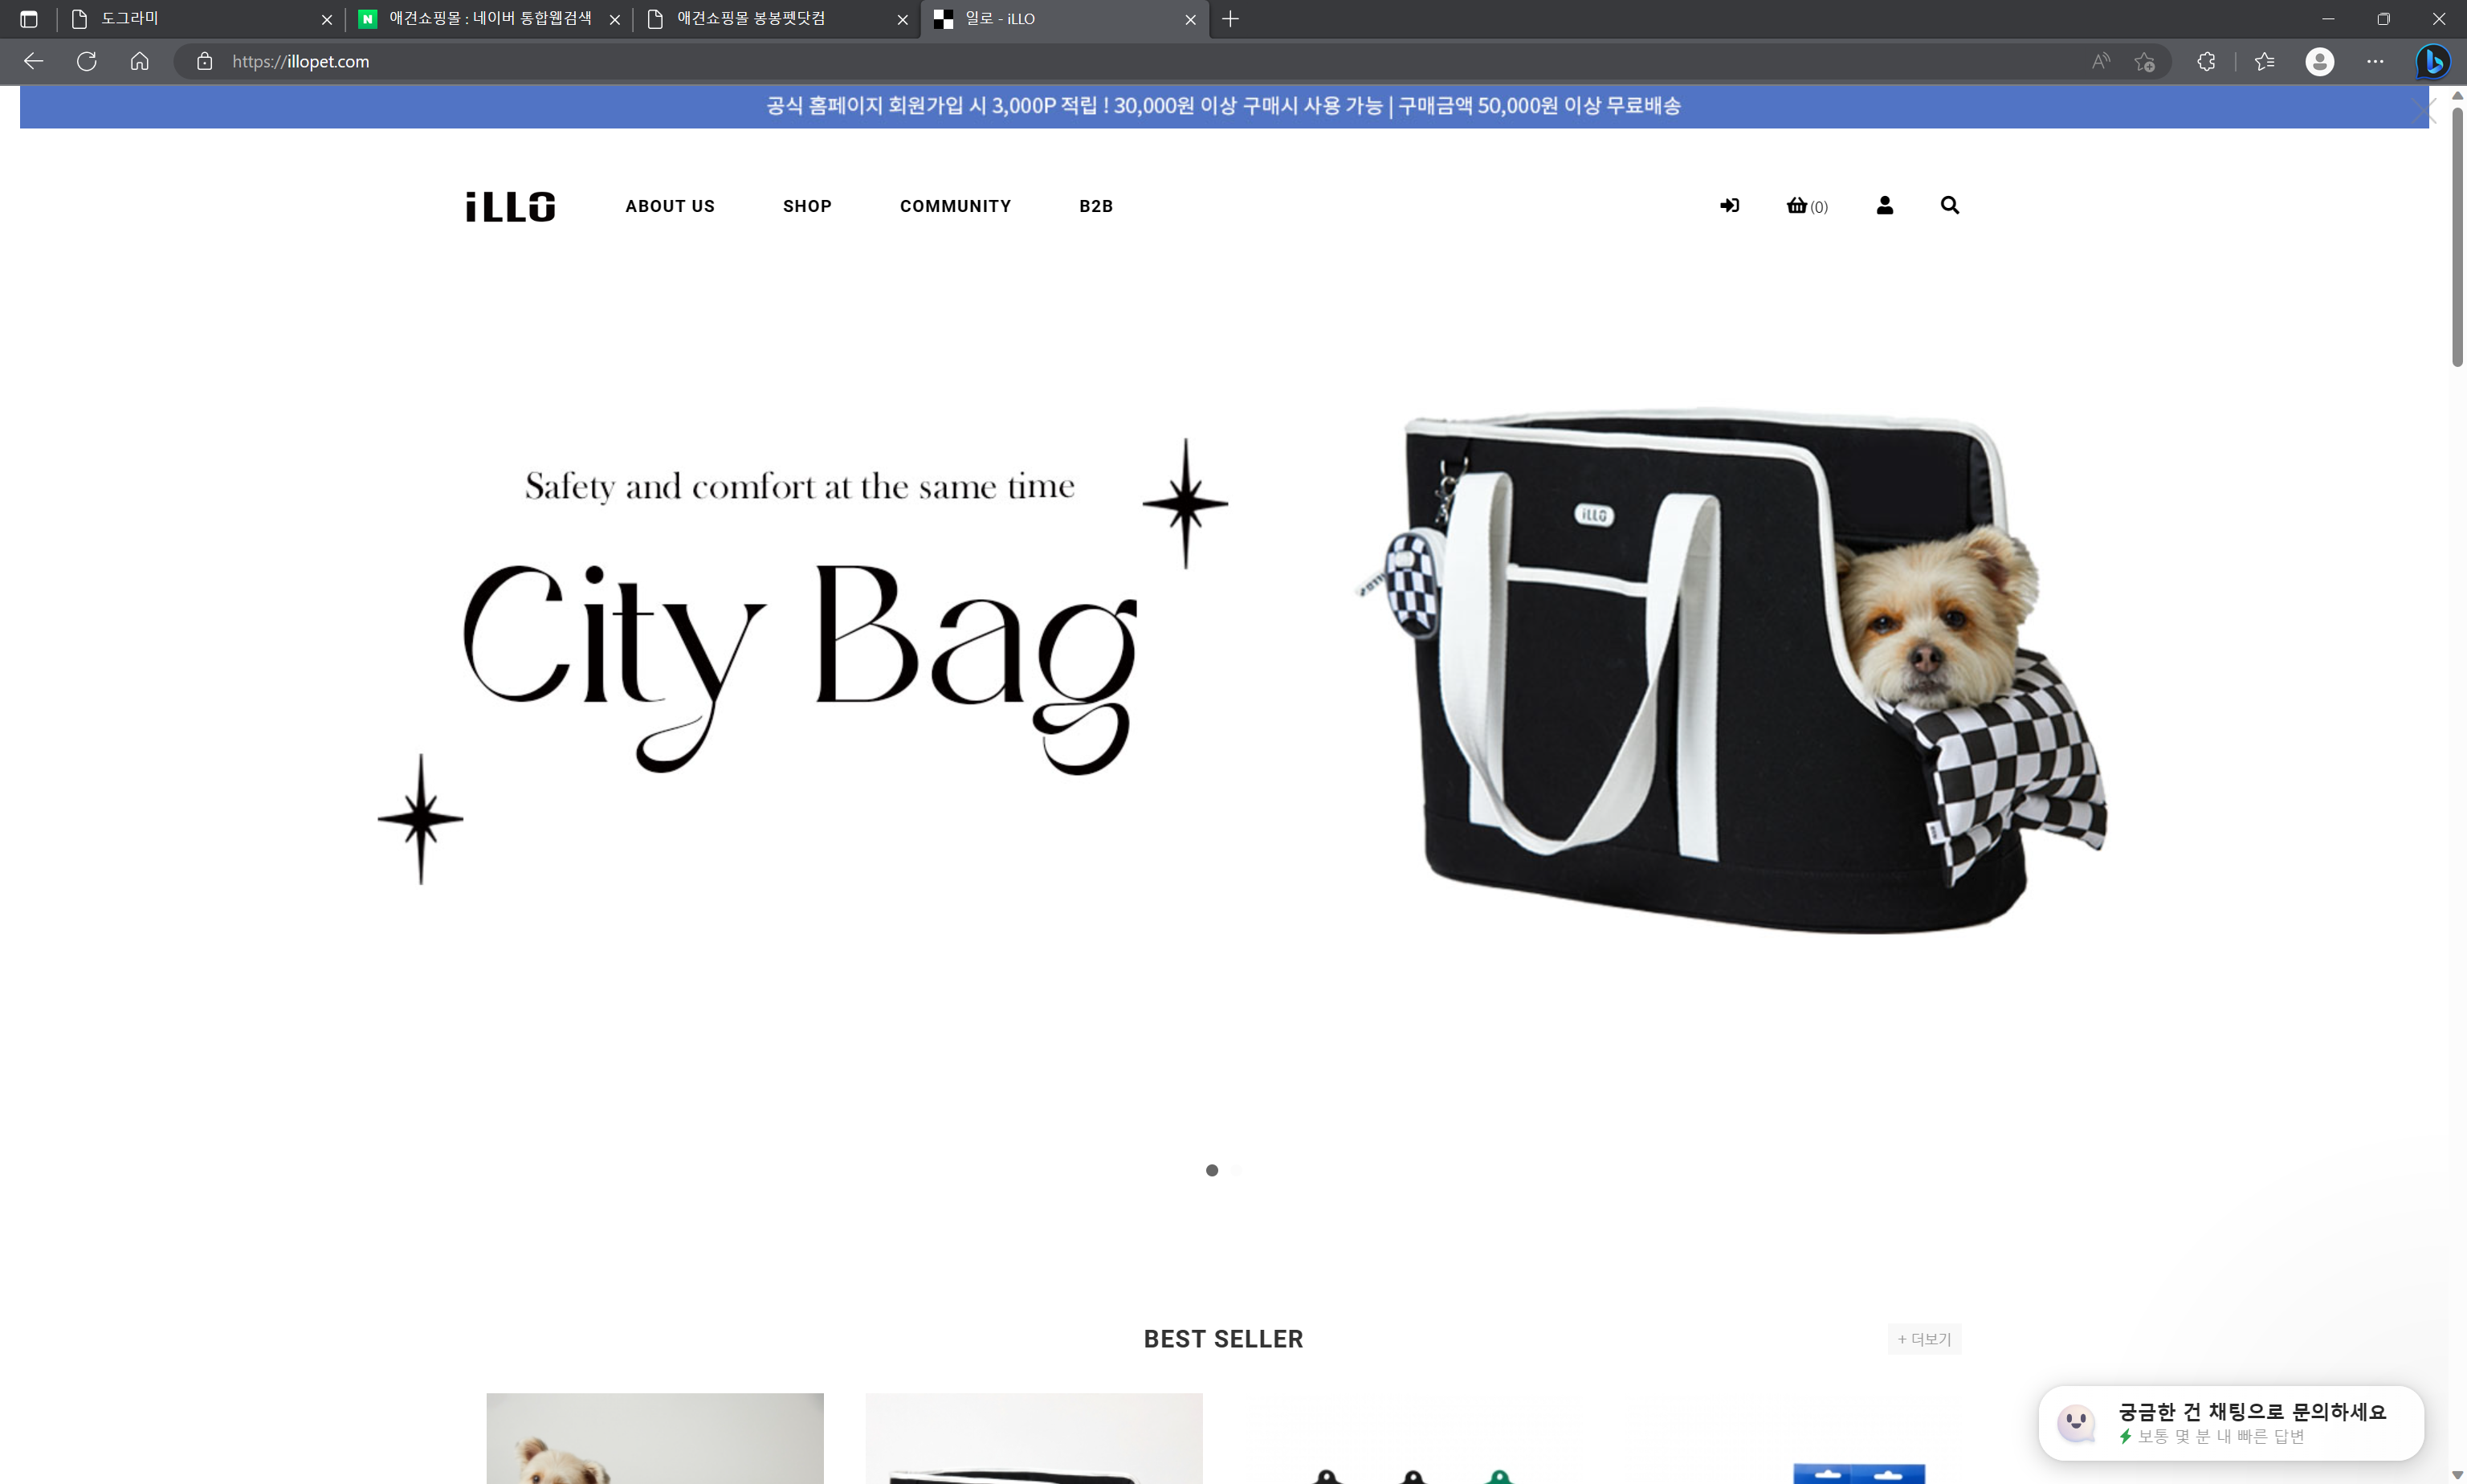 도그라미
애견쇼핑몰 : 네이버 통합웹검색
애견쇼핑몰 봉봉펫닷컴
일로 - iLLO
https://illopet.com
공식 홈페이지 회원가입 시 3,000P 적립 ! 30,000원 이상 구매시 사용 가능 | 구매금액 50,000원 이상 무료배송
iLLO
ABOUT US
SHOP
COMMUNITY
B2B
(0)
Safety and comfort at the same time
City Bag
iLLO
BEST SELLER
+ 더보기
궁금한 건 채팅으로 문의하세요
보통 몇 분 내 빠른 답변